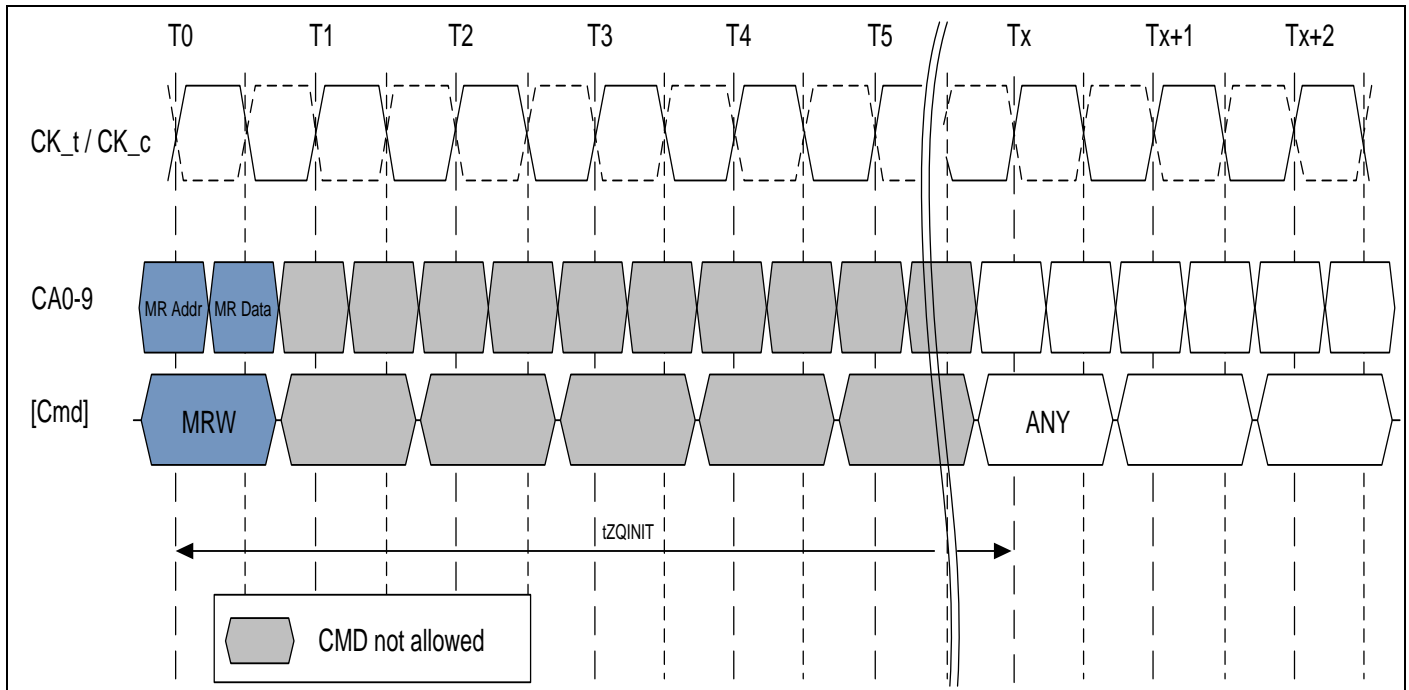 T0 T1 T2 T3 T4 T5 Tx Tx+1 Tx+2
CK_t / CK_c
CA0-9 MR Addr MR Data
[Cmd] MRW ANY
tZQINIT
CMD not allowed